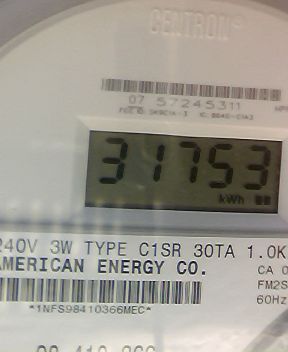 CENTRON®
07 57245311
31753
kWh
240V 3W TYPE C1SR 30TA 1.0K
AMERICAN ENERGY CO.
CA 0
FM2S
60Hz
*1NFS98410366MEC*